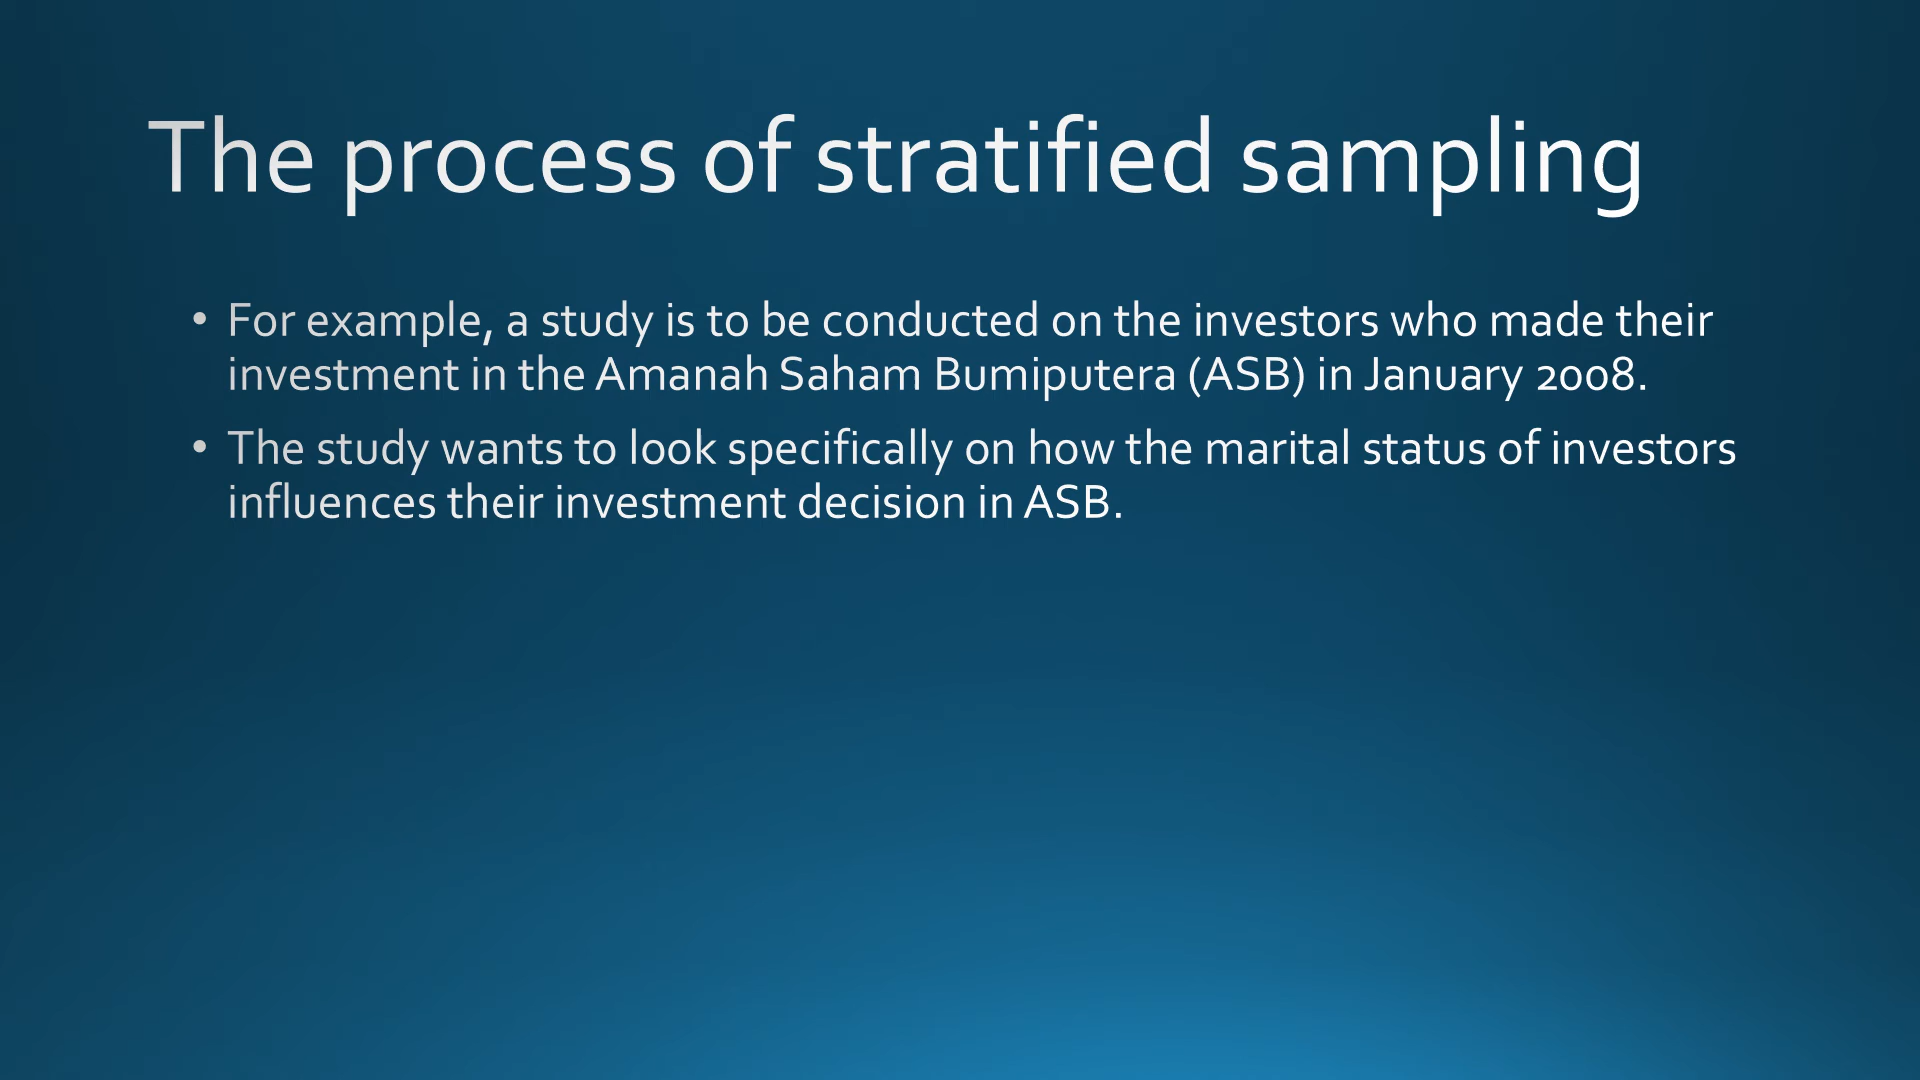 The process of stratified sampling
• For example, a study is to be conducted on the investors who made their
investment in the Amanah Saham Bumiputera (ASB) in January 2008.
• The study wants to look specifically on how the marital status of investors
influences their investment decision in ASB.